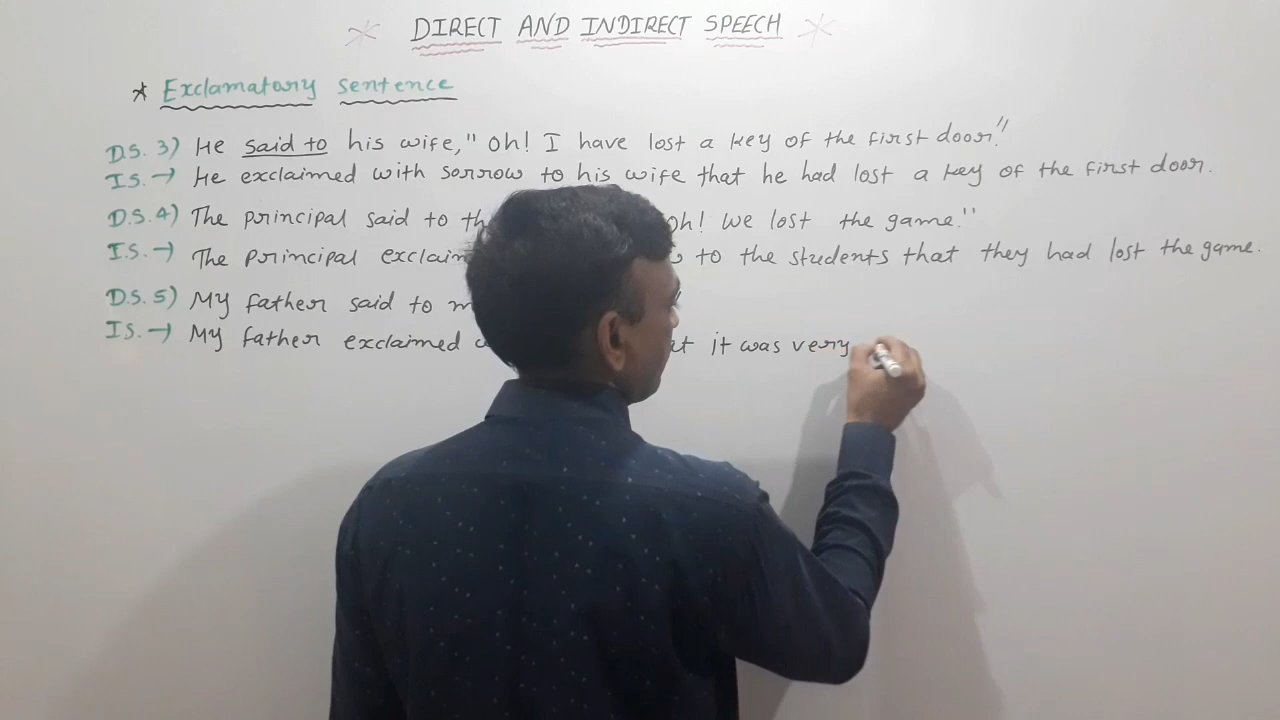 DIRECT AND INDIRECT SPEECH
* Exclamatory sentence
D.S. 3) He said to his wife," Oh! I have lost a key of the first door."
IS. → He exclaimed with sorrow to his wife that he had lost a key of the first door.
D.S. 4) The principal said to oh! We lost the game."
I.S. → The principal to the students that they had lost the game.
D.S. 5) My father said to
IS. → My father exclaimed it was very